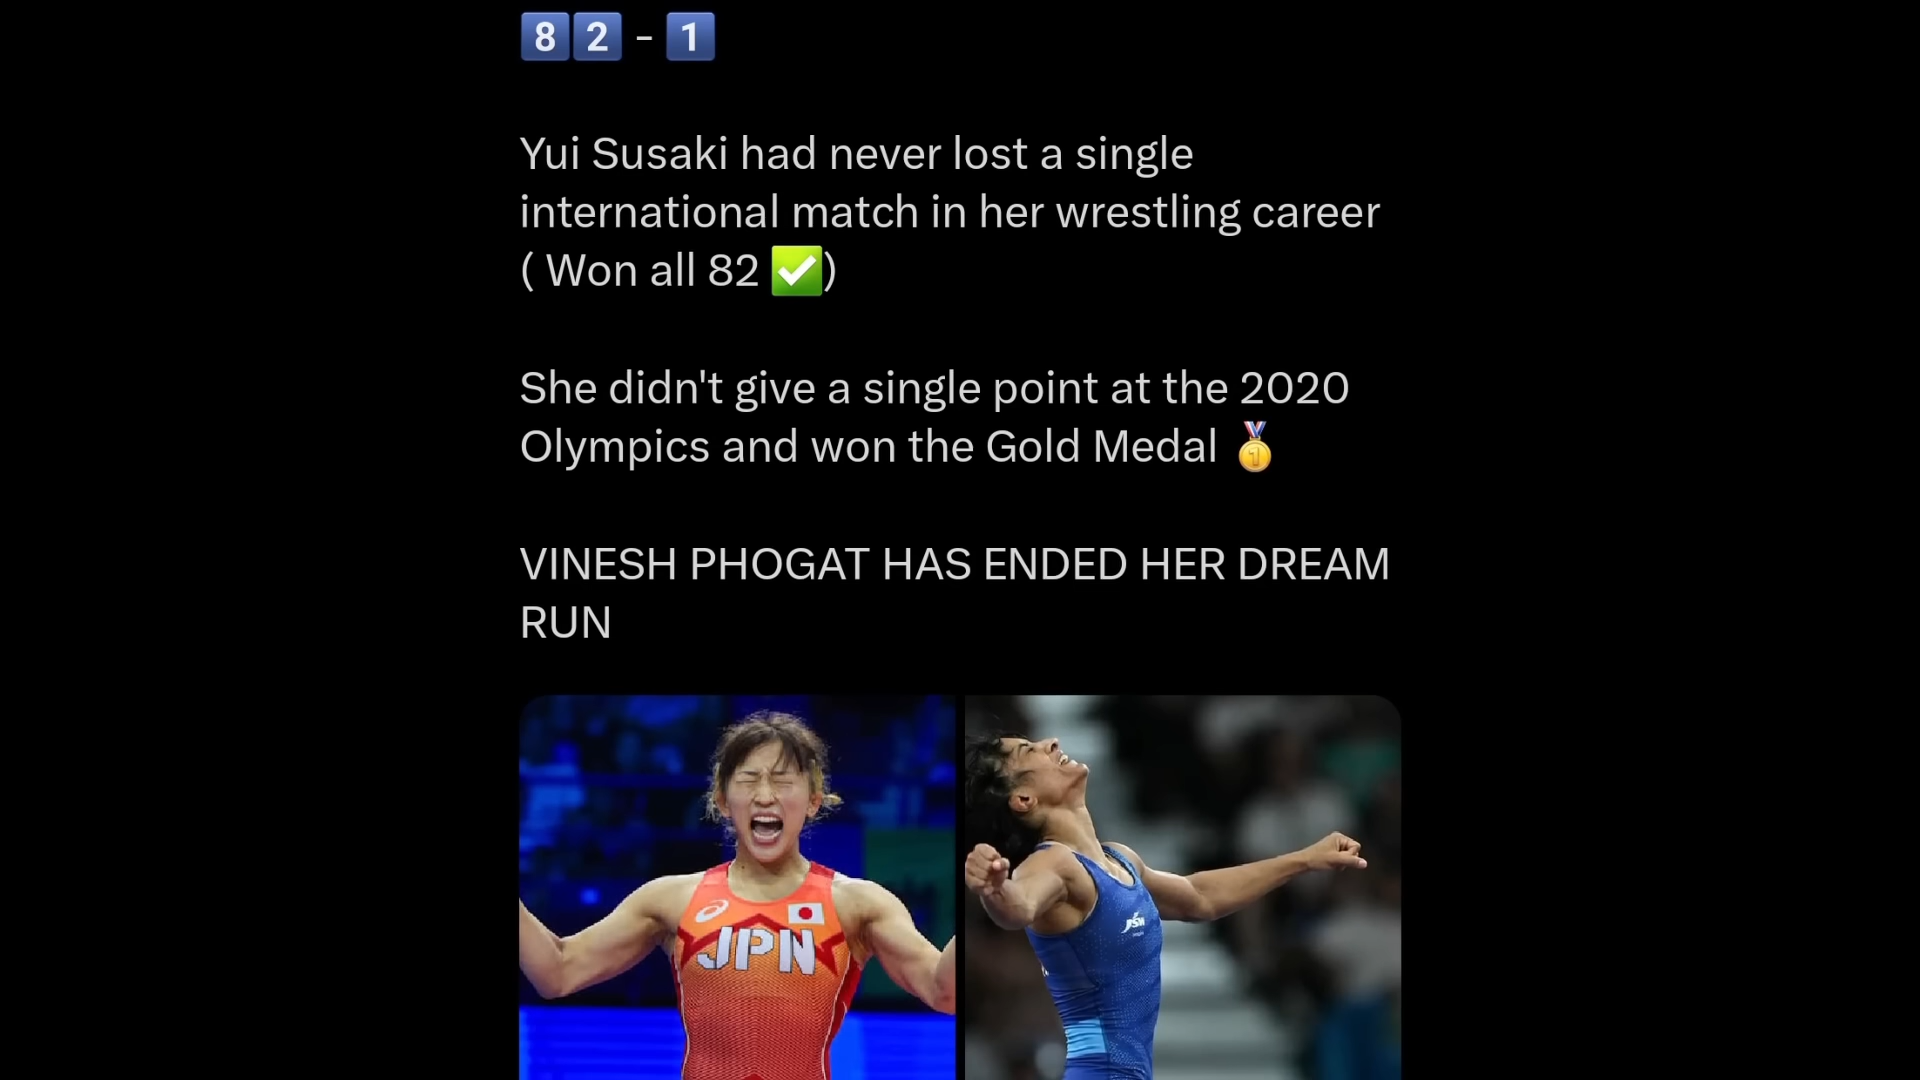 82 - 1
Yui Susaki had never lost a single
international match in her wrestling career
( Won all 82 ✅)
She didn't give a single point at the 2020
Olympics and won the Gold Medal 🥇
VINESH PHOGAT HAS ENDED HER DREAM
RUN
JPN
JSW